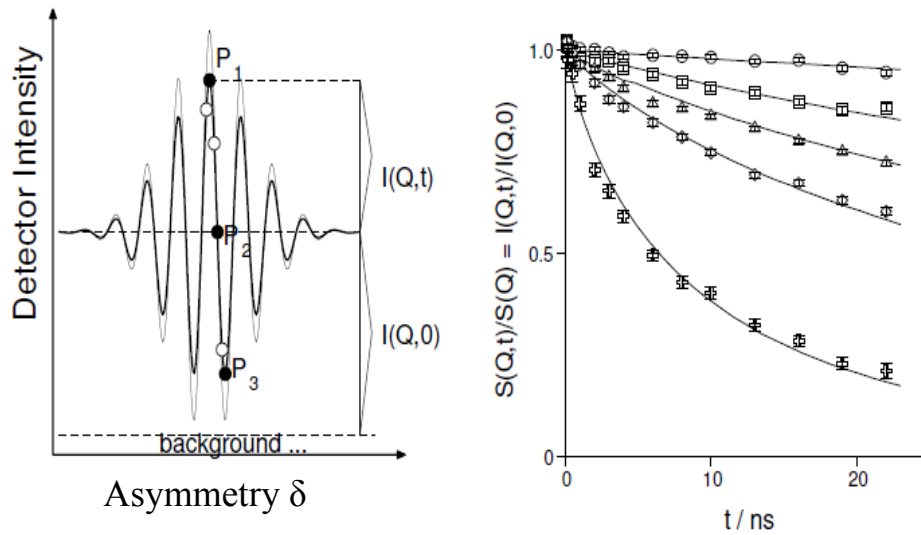 Detector Intensity
P1
P2
P3
I(Q,t)
I(Q,0)
background ...
Asymmetry δ
S(Q,t)/S(Q) = I(Q,t)/I(Q,0)
1.0
0.5
0
0
10
20
t / ns